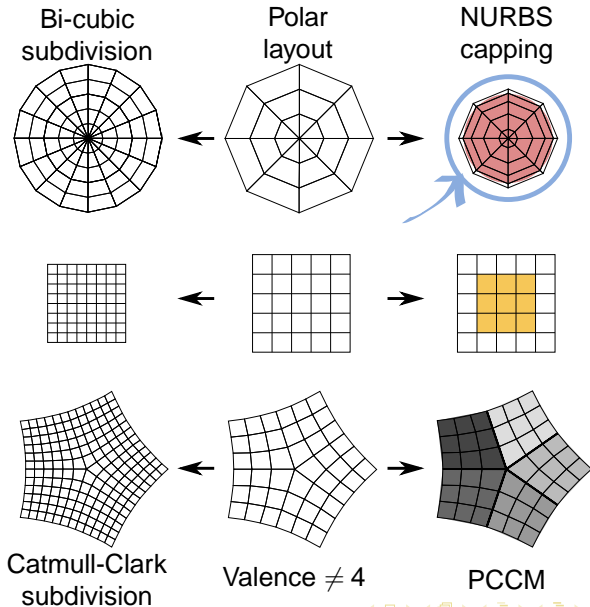 Bi-cubic
subdivision
Polar
layout
NURBS
capping
Catmull-Clark
subdivision
Valence ≠ 4
PCCM